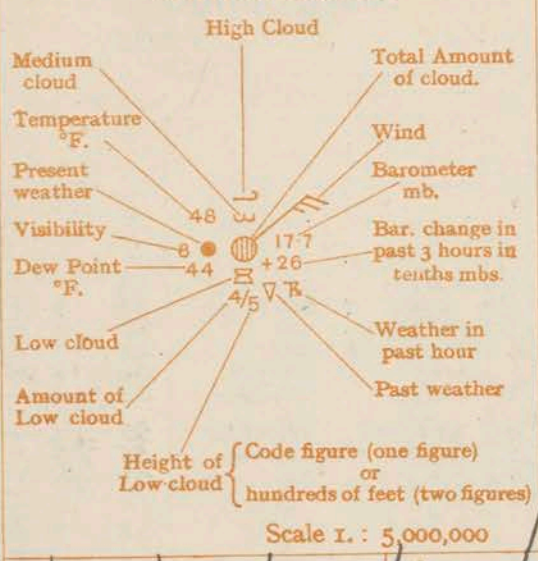 High Cloud
Medium
cloud
Total Amount
of cloud.
Temperature
°F.
Wind
Present
weather
Barometer
mb.
48
Visibility
8
17·7
Bar. change in
past 3 hours in
tenths mbs.
Dew Point
°F.
44
+26
4/5
Low cloud
Weather in
past hour
Amount of
Low cloud
Past weather
Height of
Low cloud
Code figure (one figure)
or
hundreds of feet (two figures)
Scale 1. : 5,000,000